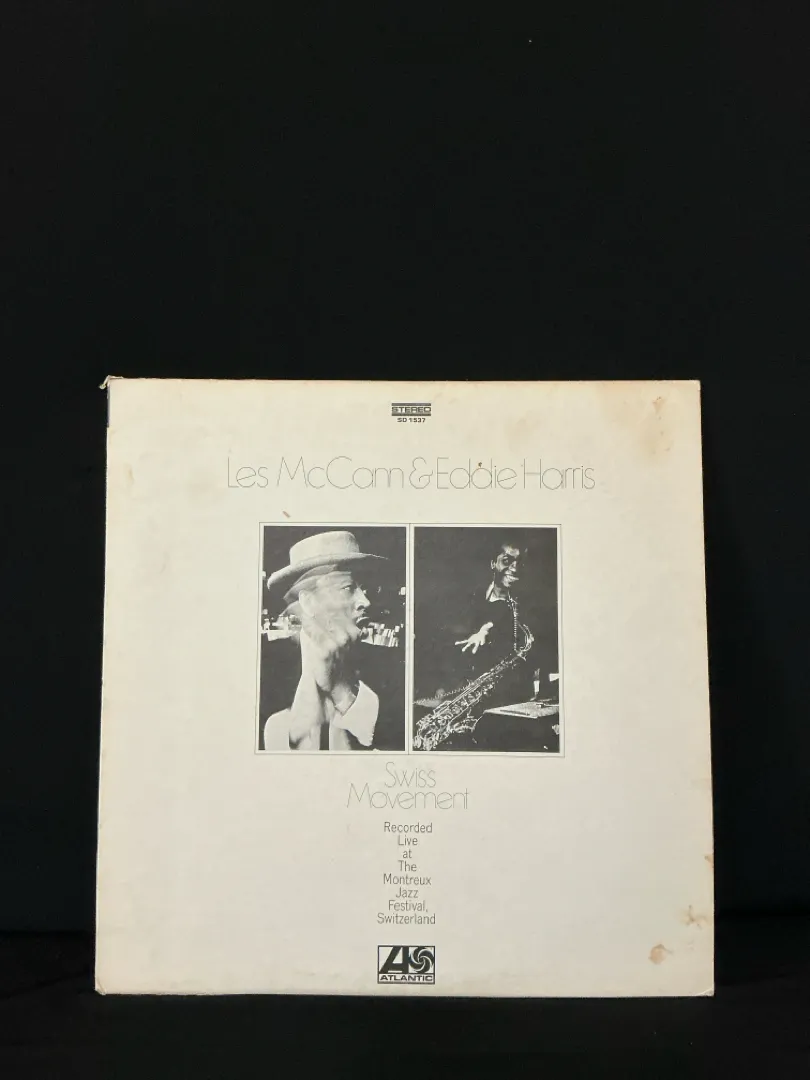 STEREO
SD 1537
Les McCann & Eddie Harris
Swiss
Movement
Recorded
Live
at
The
Montreux
Jazz
Festival,
Switzerland
ATLANTIC